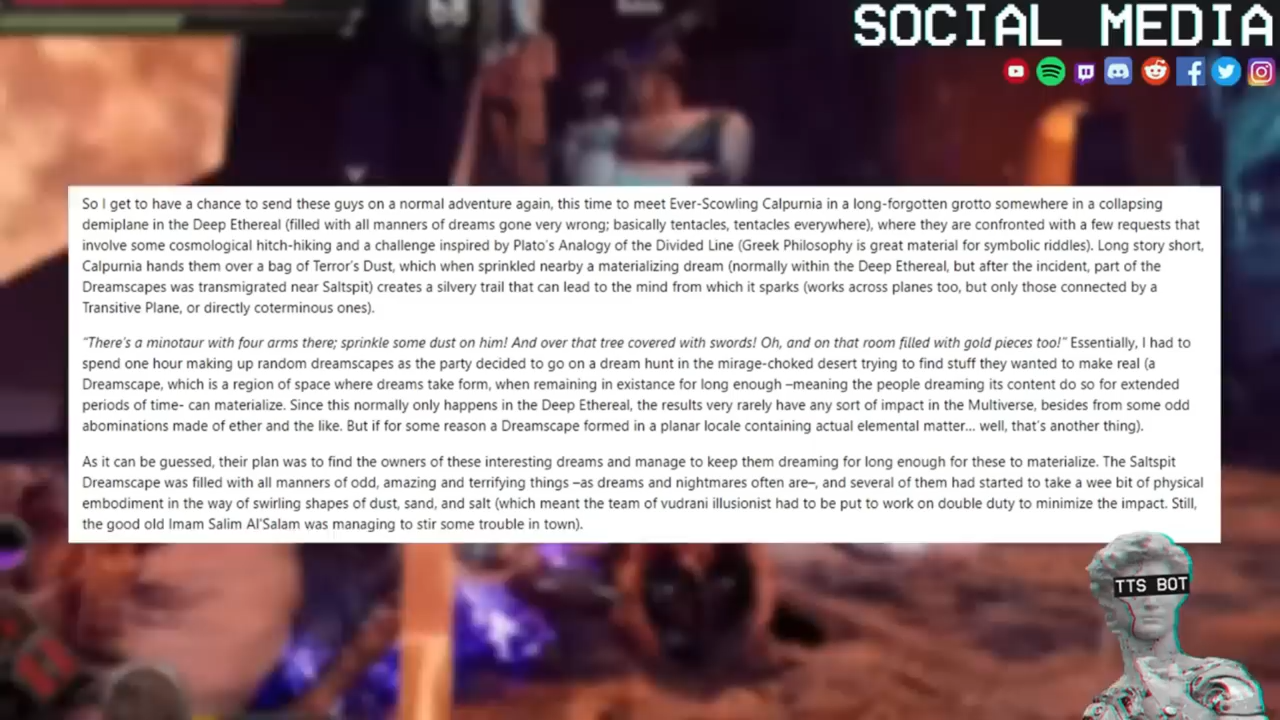 SOCIAL MEDIA
So I get to have a chance to send these guys on a normal adventure again, this time to meet Ever-Scowling Calpurnia in a long-forgotten grotto somewhere in a collapsing
demiplane in the Deep Ethereal (filled with all manners of dreams gone very wrong; basically tentacles, tentacles everywhere), where they are confronted with a few requests that
involve some cosmological hitch-hiking and a challenge inspired by Plato's Analogy of the Divided Line (Greek Philosophy is great material for symbolic riddles). Long story short,
Calpurnia hands them over a bag of Terror's Dust, which when sprinkled nearby a materializing dream (normally within the Deep Ethereal, but after the incident, part of the
Dreamscapes was transmigrated near Saltspit) creates a silvery trail that can lead to the mind from which it sparks (works across planes too, but only those connected by a
Transitive Plane, or directly coterminous ones).
"There's a minotaur with four arms there; sprinkle some dust on him! And over that tree covered with swords! Oh, and on that room filled with gold pieces too!" Essentially, I had to
spend one hour making up random dreamscapes as the party decided to go on a dream hunt in the mirage-choked desert trying to find stuff they wanted to make real (a
Dreamscape, which is a region of space where dreams take form, when remaining in existance for long enough –meaning the people dreaming its content do so for extended
periods of time- can materialize. Since this normally only happens in the Deep Ethereal, the results very rarely have any sort of impact in the Multiverse, besides from some odd
abominations made of ether and the like. But if for some reason a Dreamscape formed in a planar locale containing actual elemental matter... well, that's another thing).
As it can be guessed, their plan was to find the owners of these interesting dreams and manage to keep them dreaming for long enough for these to materialize. The Saltspit
Dreamscape was filled with all manners of odd, amazing and terrifying things –as dreams and nightmares often are–, and several of them had started to take a wee bit of physical
embodiment in the way of swirling shapes of dust, sand, and salt (which meant the team of vudrani illusionist had to be put to work on double duty to minimize the impact. Still,
the good old Imam Salim Al'Salam was managing to stir some trouble in town).
TTS BOT